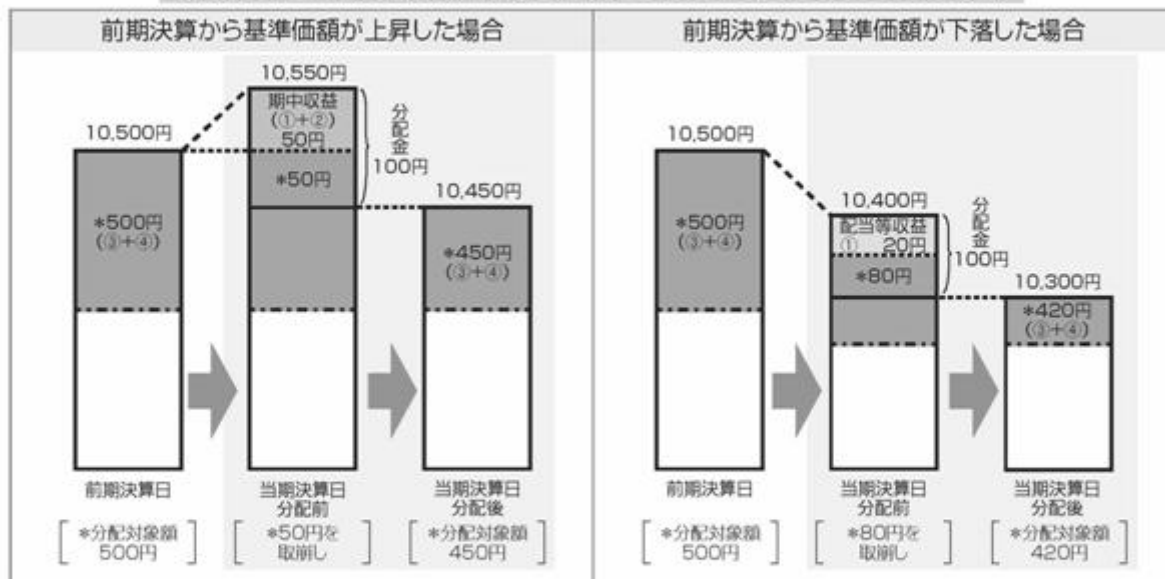 前期決算から基準価額が上昇した場合
10,500円
*500円
(③+④)
10,550円
期中収益
(①+②)
50円
*50円
分配金
100円
10,450円
*450円
(③+④)
前期決算日
当期決算日
分配前
当期決算日
分配後
*分配対象額
500円
*50円を
取崩し
*分配対象額
450円
前期決算から基準価額が下落した場合
10,500円
*500円
(③+④)
10,400円
配当等収益
① 20円
*80円
分配金
100円
10,300円
*420円
(③+④)
前期決算日
当期決算日
分配前
当期決算日
分配後
*分配対象額
500円
*80円を
取崩し
*分配対象額
420円